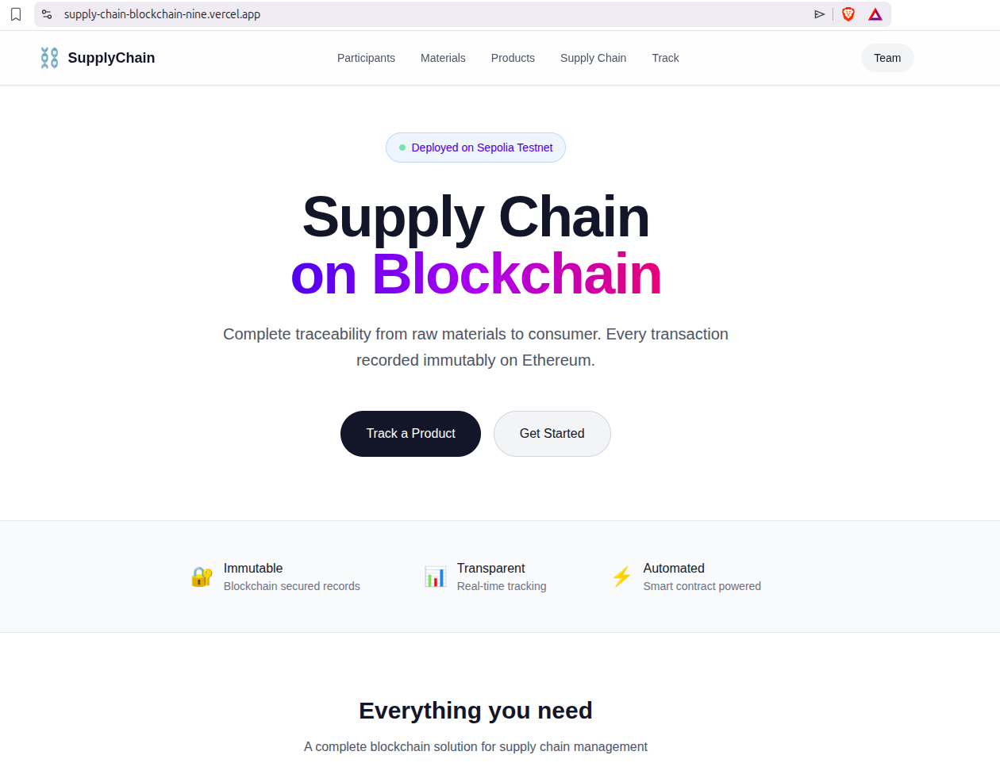 supply-chain-blockchain-nine.vercel.app
SupplyChain
Participants
Materials
Products
Supply Chain
Track
Team
Deployed on Sepolia Testnet
Supply Chain
on Blockchain
Complete traceability from raw materials to consumer. Every transaction
recorded immutably on Ethereum.
Track a Product
Get Started
Immutable
Blockchain secured records
Transparent
Real-time tracking
Automated
Smart contract powered
Everything you need
A complete blockchain solution for supply chain management